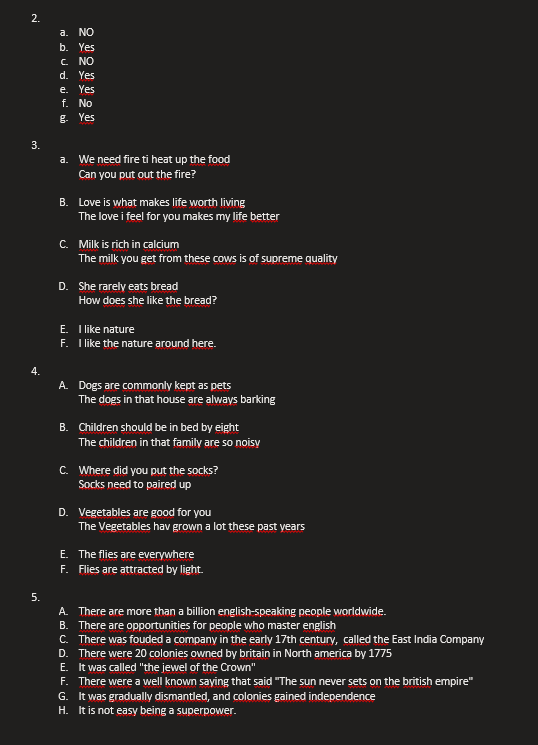 2.
a. NO
b. Yes
c. NO
d. Yes
e. Yes
f. No
g. Yes
3.
a. We need fire ti heat up the food
Can you put out the fire?
B. Love is what makes life worth living
The love i feel for you makes my life better
C. Milk is rich in calcium
The milk you get from these cows is of supreme quality
D. She rarely eats bread
How does she like the bread?
E. I like nature
F. I like the nature around here.
4.
A. Dogs are commonly kept as pets
The dogs in that house are always barking
B. Children should be in bed by eight
The children in that family are so noisy
C. Where did you put the socks?
Socks need to paired up
D. Vegetables are good for you
The Vegetables hav grown a lot these past years
E. The flies are everywhere
F. Flies are attracted by light.
5.
A. There are more than a billion english-speaking people worldwide.
B. There are opportunities for people who master english
C. There was fouded a company in the early 17th century, called the East India Company
D. There were 20 colonies owned by britain in North america by 1775
E. It was called "the jewel of the Crown"
F. There were a well known saying that said "The sun never sets on the british empire"
G. It was gradually dismantled, and colonies gained independence
H. It is not easy being a superpower.